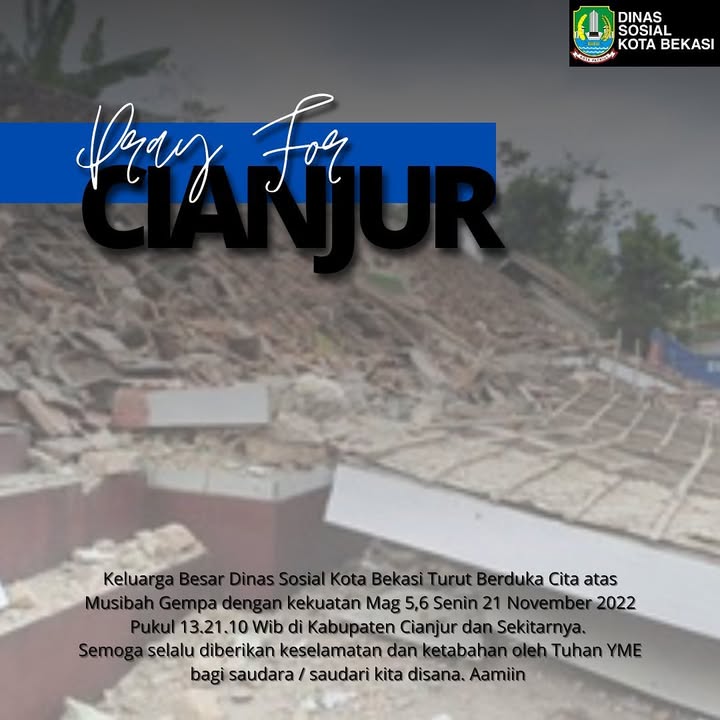 DINAS
SOSIAL
KOTA BEKASI
Pray For
CIANJUR
Keluarga Besar Dinas Sosial Kota Bekasi Turut Berduka Cita atas
Musibah Gempa dengan kekuatan Mag 5,6 Senin 21 November 2022
Pukul 13.21.10 Wib di Kabupaten Cianjur dan Sekitarnya.
Semoga selalu diberikan keselamatan dan ketabahan oleh Tuhan YME
bagi saudara / saudari kita disana. Aamiin